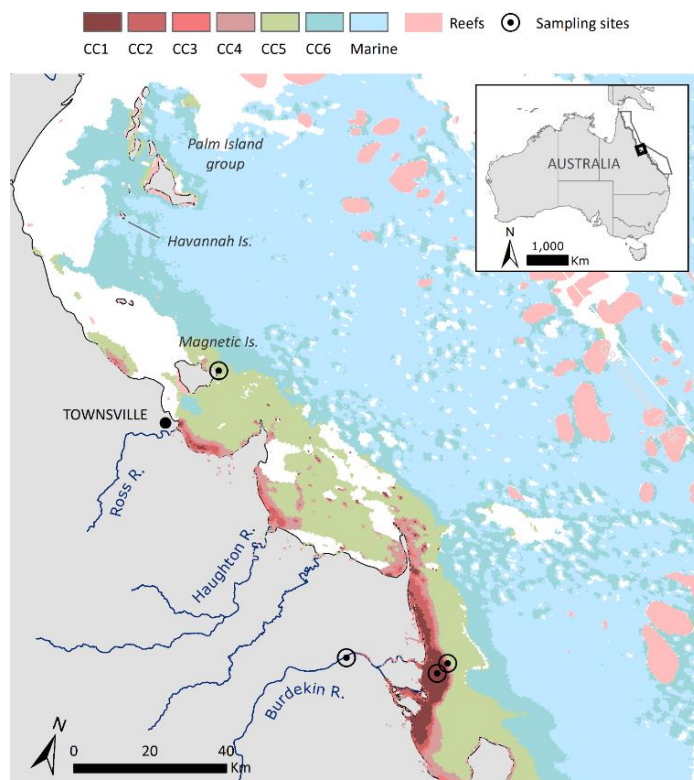 Reefs
Sampling sites
CC1 CC2 CC3 CC4 CC5 CC6 Marine
Palm Island
group
Havannah Is.
AUSTRALIA
N
1,000
Km
Magnetic Is.
TOWNSVILLE
Ross R.
Haughton R.
Burdekin R.
N
0 20 40
Km